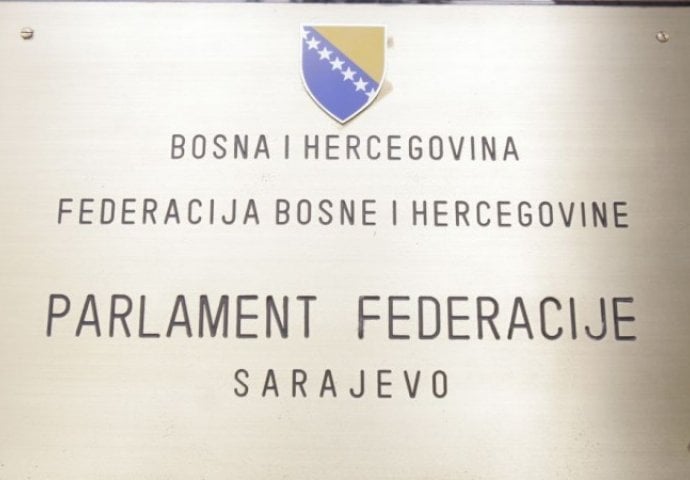 BOSNA I HERCEGOVINA
FEDERACIJA BOSNE I HERCEGOVINE
PARLAMENT FEDERACIJE
SARAJEVO